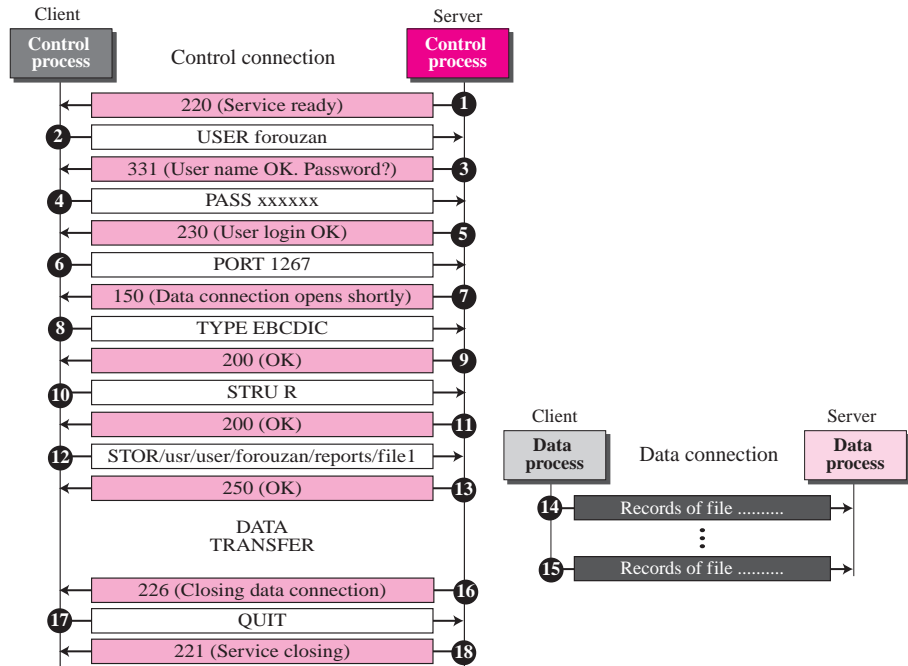 Client
Server
Control process
Control connection
Control process
220 (Service ready)
1
2
USER forouzan
331 (User name OK. Password?)
3
4
PASS xxxxxx
230 (User login OK)
5
6
PORT 1267
150 (Data connection opens shortly)
7
8
TYPE EBCDIC
200 (OK)
9
10
STRU R
200 (OK)
11
12
STOR/usr/user/forouzan/reports/file1
250 (OK)
13
DATA
TRANSFER
226 (Closing data connection)
16
17
QUIT
221 (Service closing)
18
Client
Server
Data process
Data connection
Data process
14
Records of file ..........
15
Records of file ..........